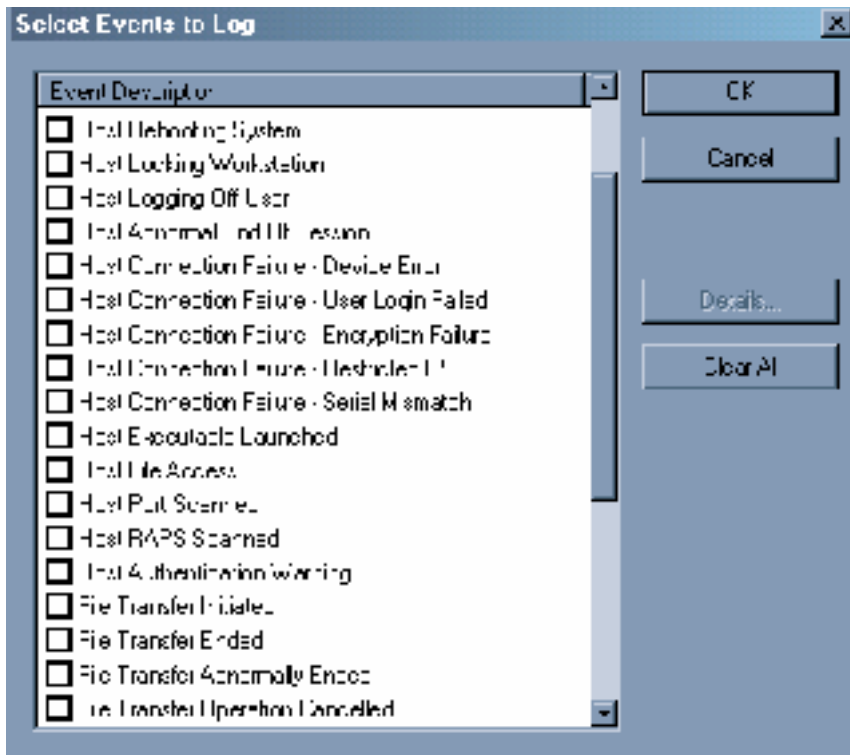 Select Events to Log
Event Description
OK
Host Rebooting System
Host Locking Workstation
Cancel
Host Logging Off User
Host Abnormal End Of Session
Host Connection Failure - Device Error
Host Connection Failure - User Login Failed
Details...
Host Connection Failure - Encryption Failure
Host Connection Failure - Restricted IP
Clear All
Host Connection Failure - Serial Mismatch
Host Executable Launched
Host File Access
Host Port Scanned
Host RAPS Scanned
Host Authentication Warning
File Transfer Initiated
File Transfer Ended
File Transfer Abnormally Ended
File Transfer Operation Cancelled